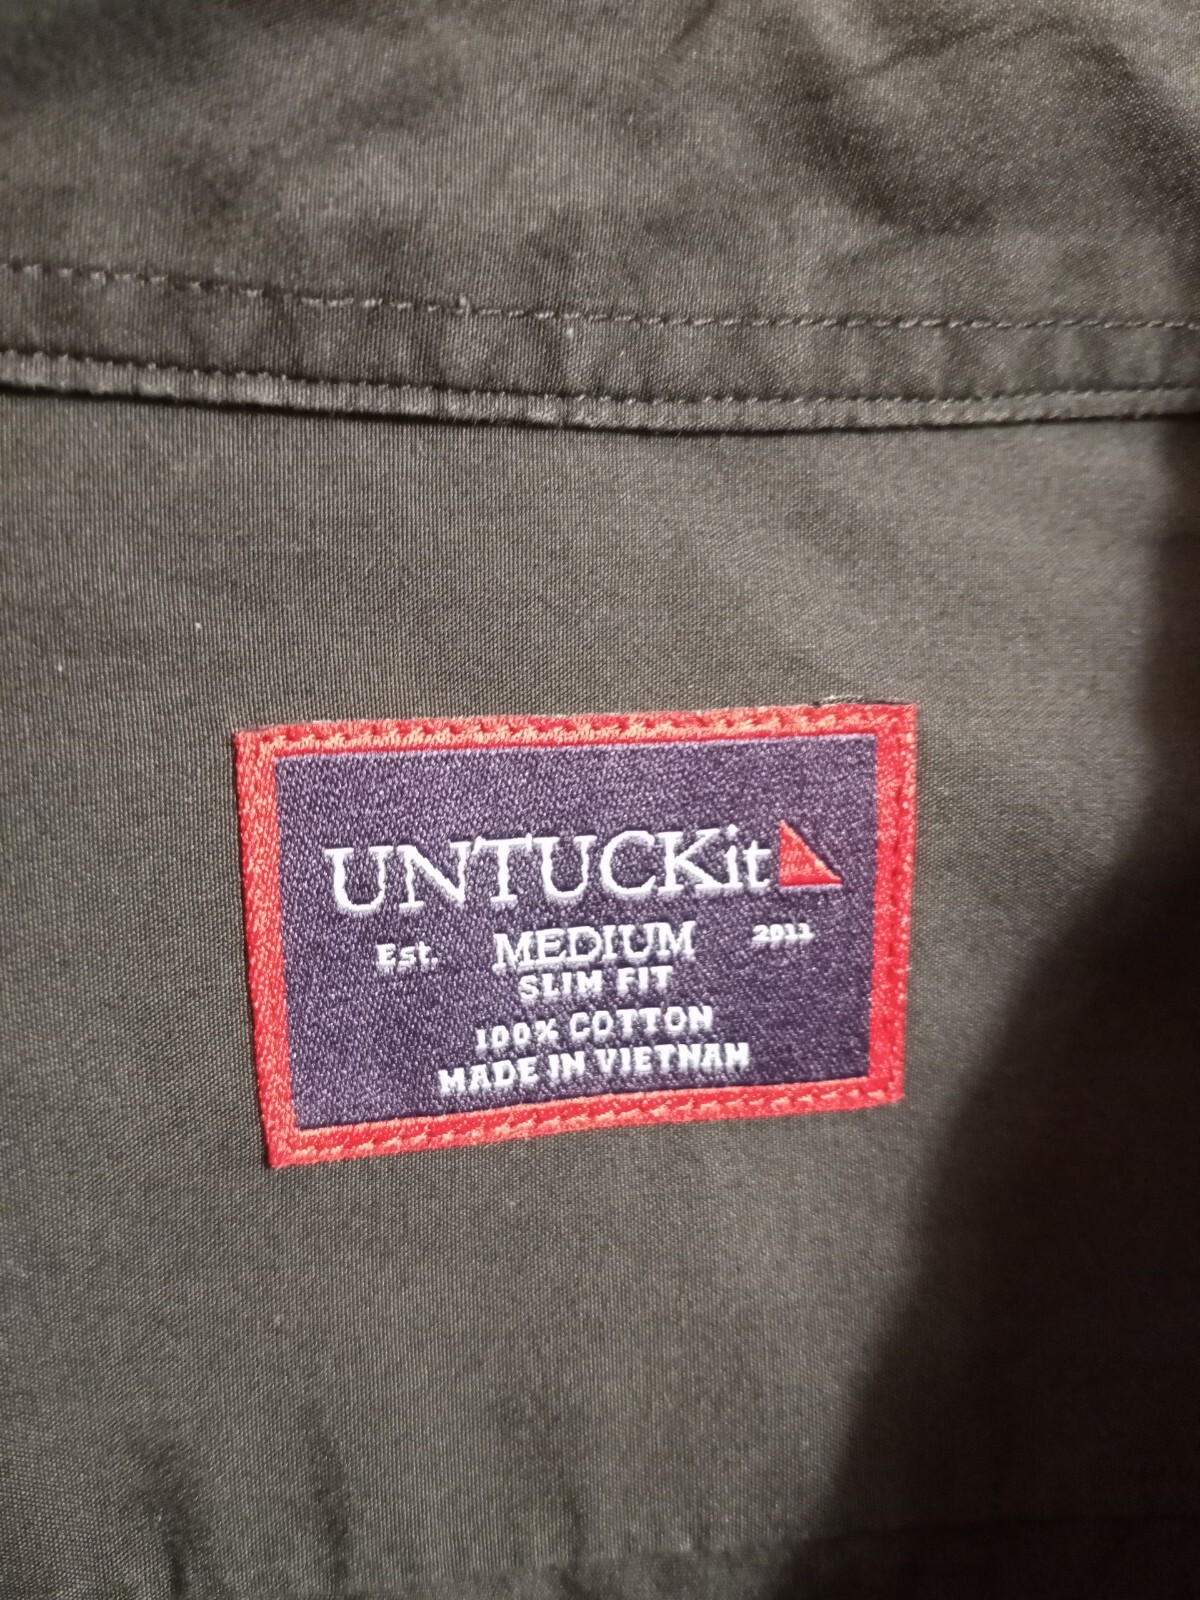 UNTUCKit
Est. MEDIUM 2011
SLIM FIT
100% COTTON
MADE IN VIETNAM